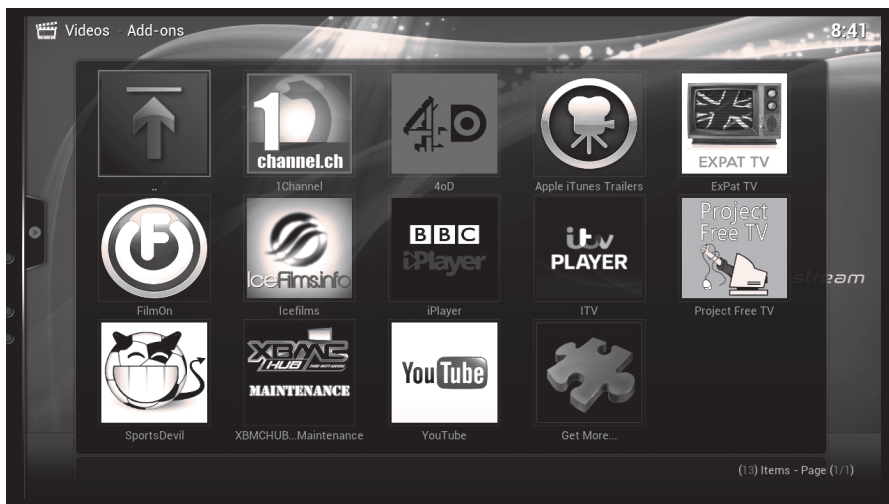 Videos - Add-ons
8:41
1
channel.ch
4oD
EXPAT TV
..
1Channel
4oD
Apple iTunes Trailers
ExPat TV
F
IceFilms.info
BBC
iPlayer
itv
PLAYER
Project
Free TV
stream
FilmOn
Icefilms
iPlayer
ITV
Project Free TV
XBMC
HUB
MAINTENANCE
YouTube
SportsDevil
XBMCHUB...Maintenance
YouTube
Get More...
(13) Items - Page (1/1)